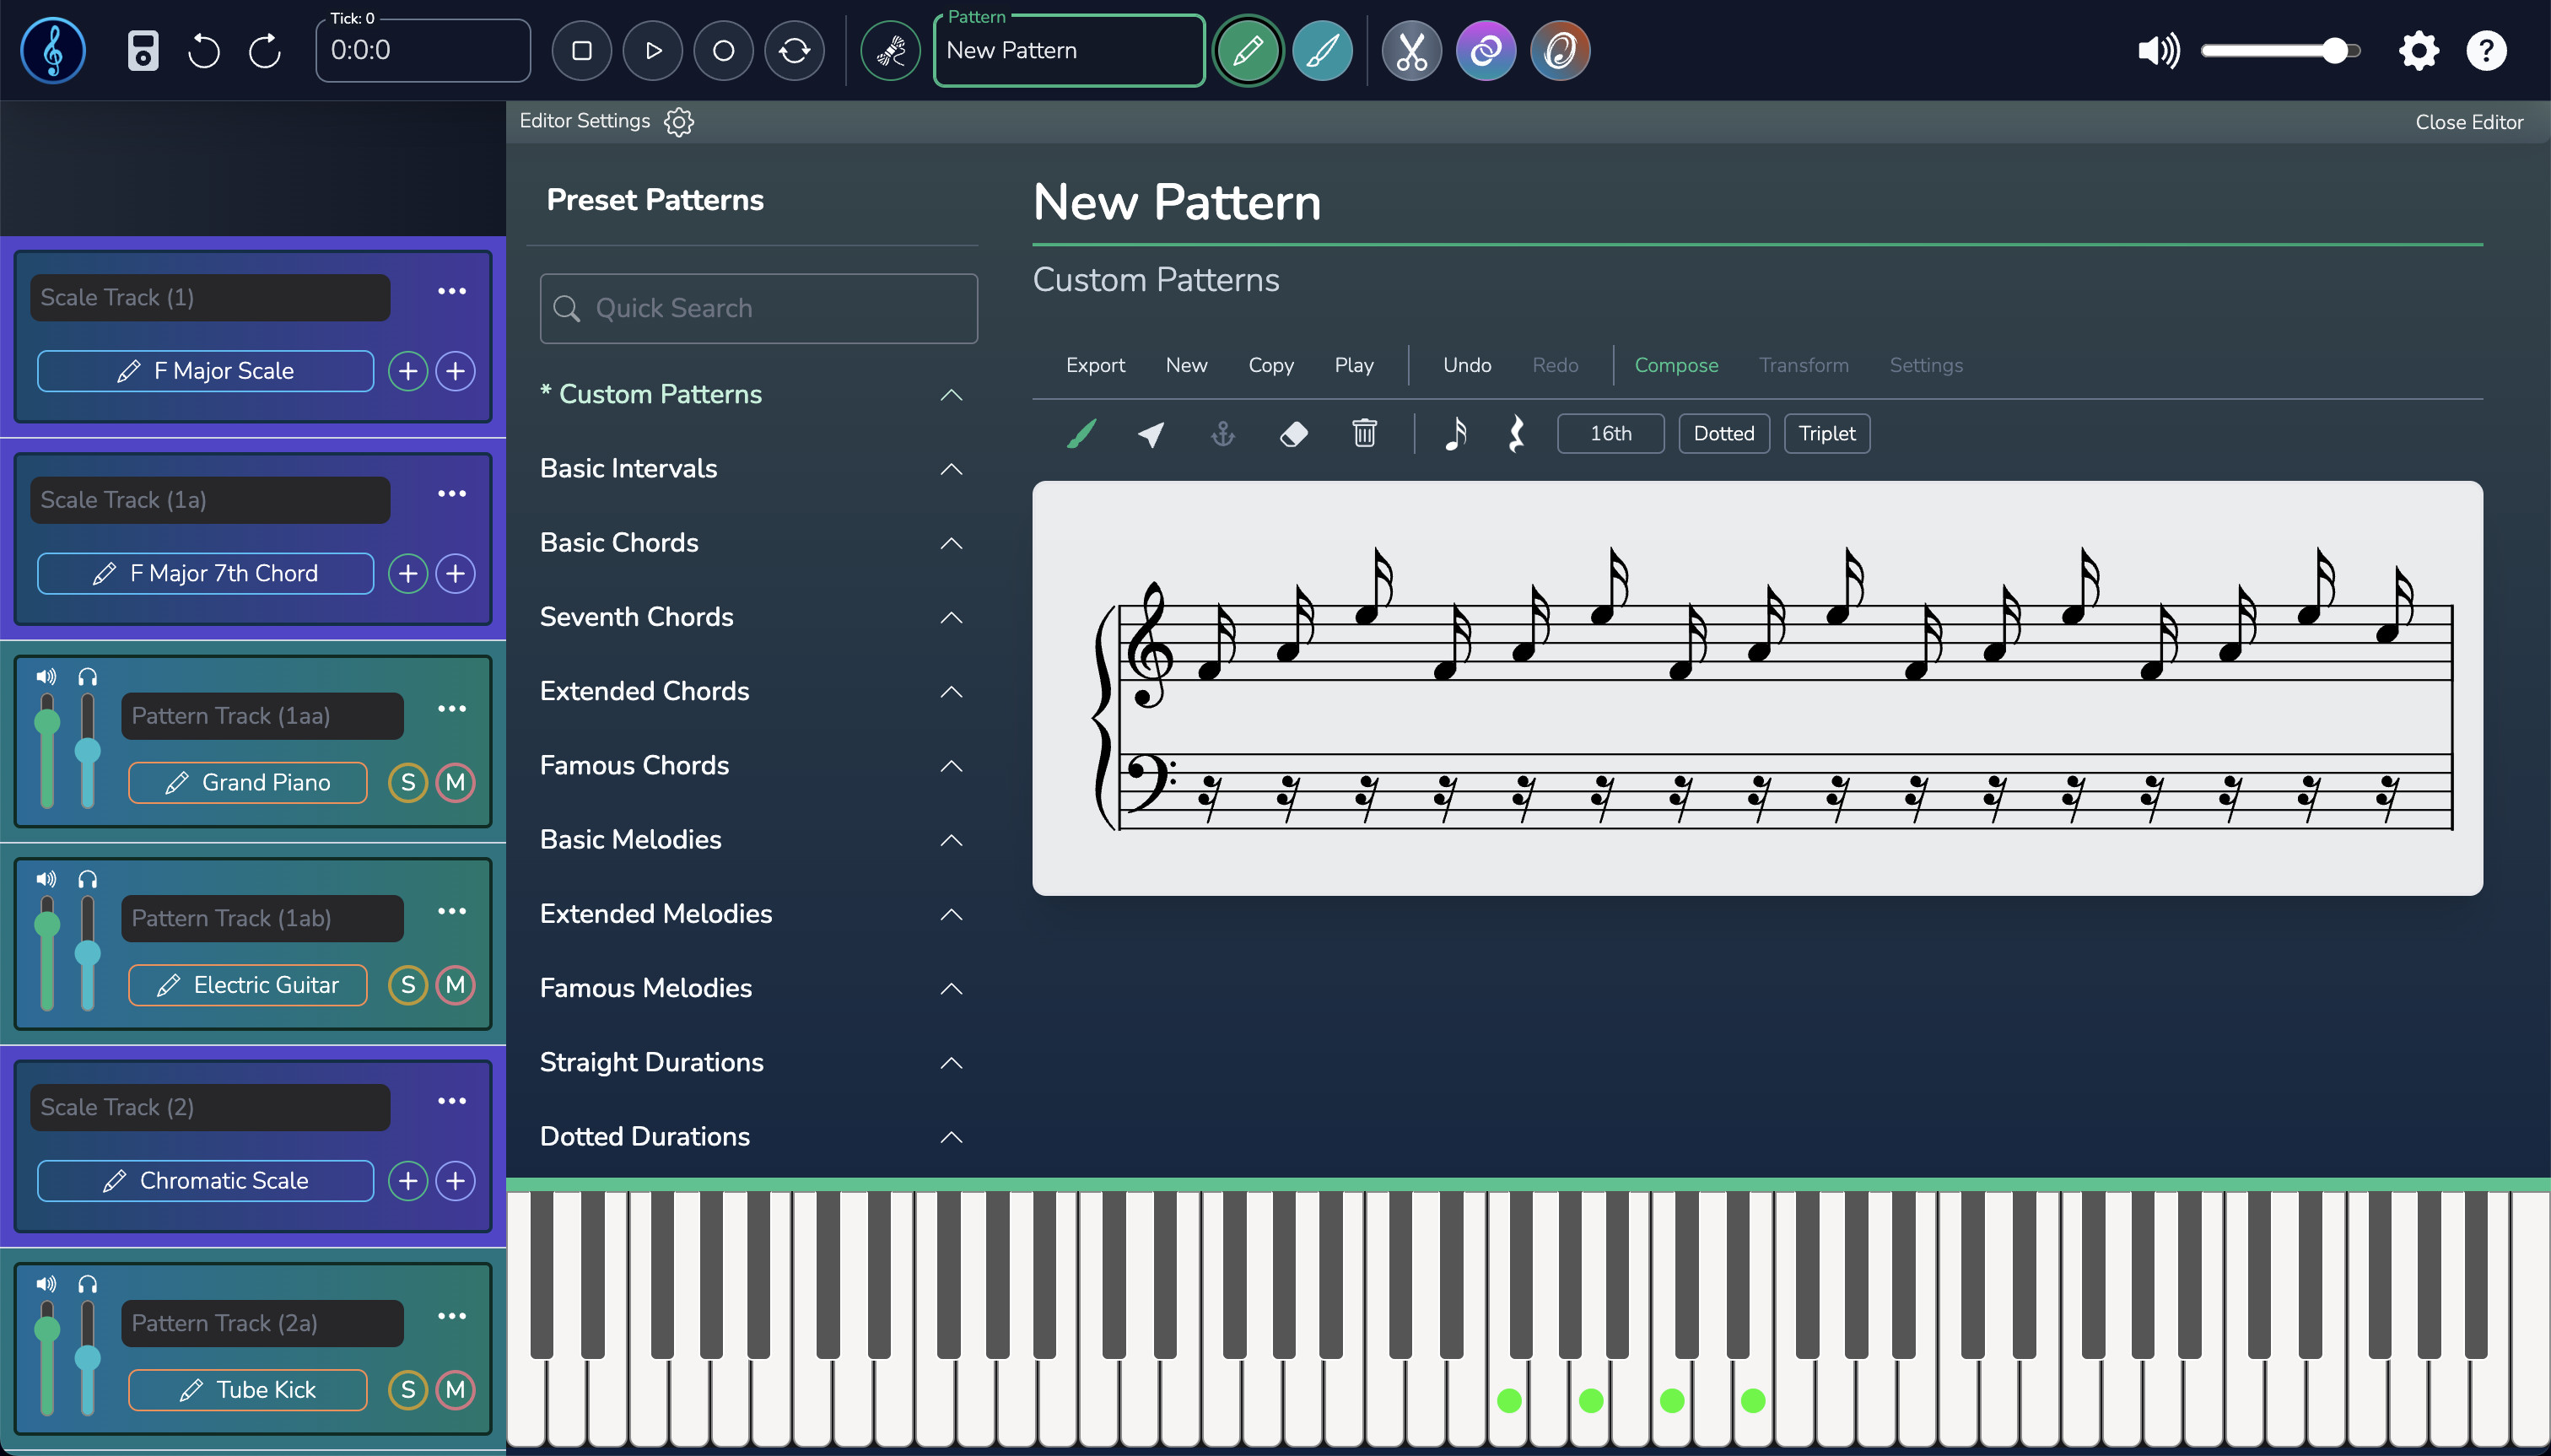 Tick: 0
0:0:0
Pattern
New Pattern
?
Editor Settings
Close Editor
Scale Track (1)
F Major Scale
Scale Track (1a)
F Major 7th Chord
Pattern Track (1aa)
Grand Piano
S M
Pattern Track (1ab)
Electric Guitar
S M
Scale Track (2)
Chromatic Scale
Pattern Track (2a)
Tube Kick
S M
Preset Patterns
Quick Search
* Custom Patterns
Basic Intervals
Basic Chords
Seventh Chords
Extended Chords
Famous Chords
Basic Melodies
Extended Melodies
Famous Melodies
Straight Durations
Dotted Durations
New Pattern
Custom Patterns
Export New Copy Play Undo Redo Compose Transform Settings
16th Dotted Triplet